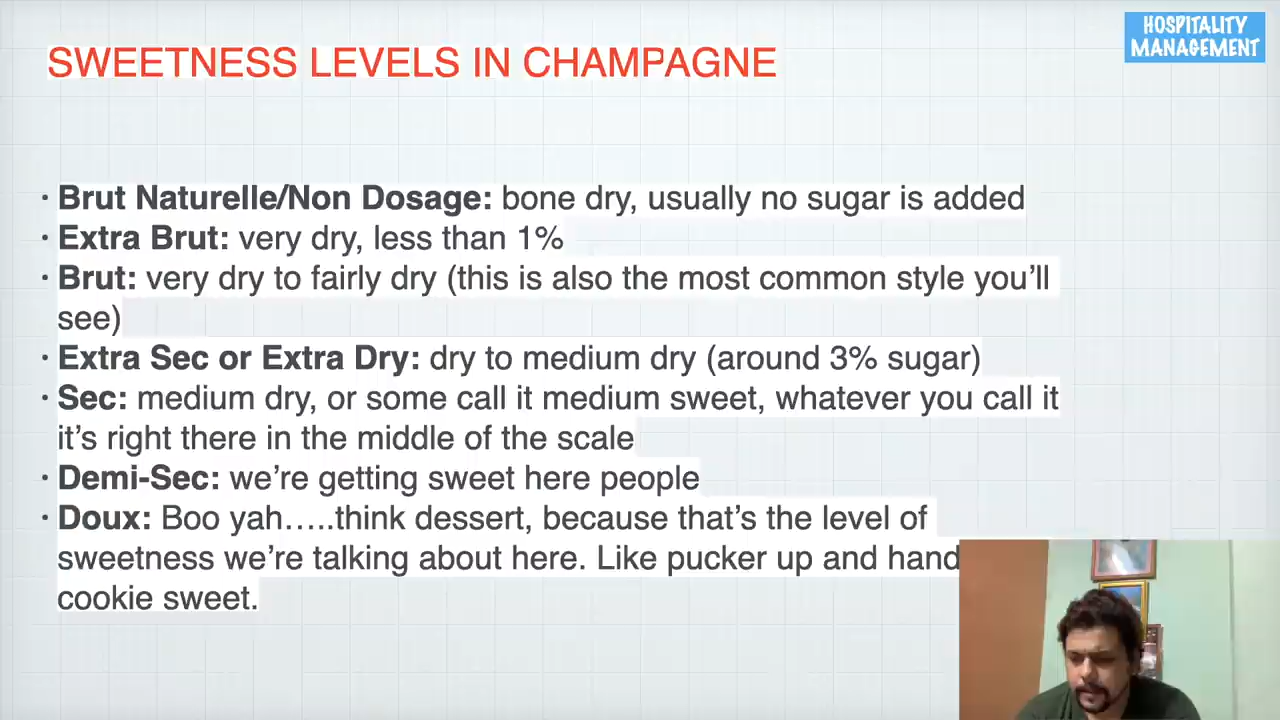 SWEETNESS LEVELS IN CHAMPAGNE
HOSPITALITY
MANAGEMENT
· Brut Naturelle/Non Dosage: bone dry, usually no sugar is added
· Extra Brut: very dry, less than 1%
· Brut: very dry to fairly dry (this is also the most common style you’ll
see)
· Extra Sec or Extra Dry: dry to medium dry (around 3% sugar)
· Sec: medium dry, or some call it medium sweet, whatever you call it
it’s right there in the middle of the scale
· Demi-Sec: we’re getting sweet here people
· Doux: Boo yah…..think dessert, because that’s the level of
sweetness we’re talking about here. Like pucker up and hand
cookie sweet.